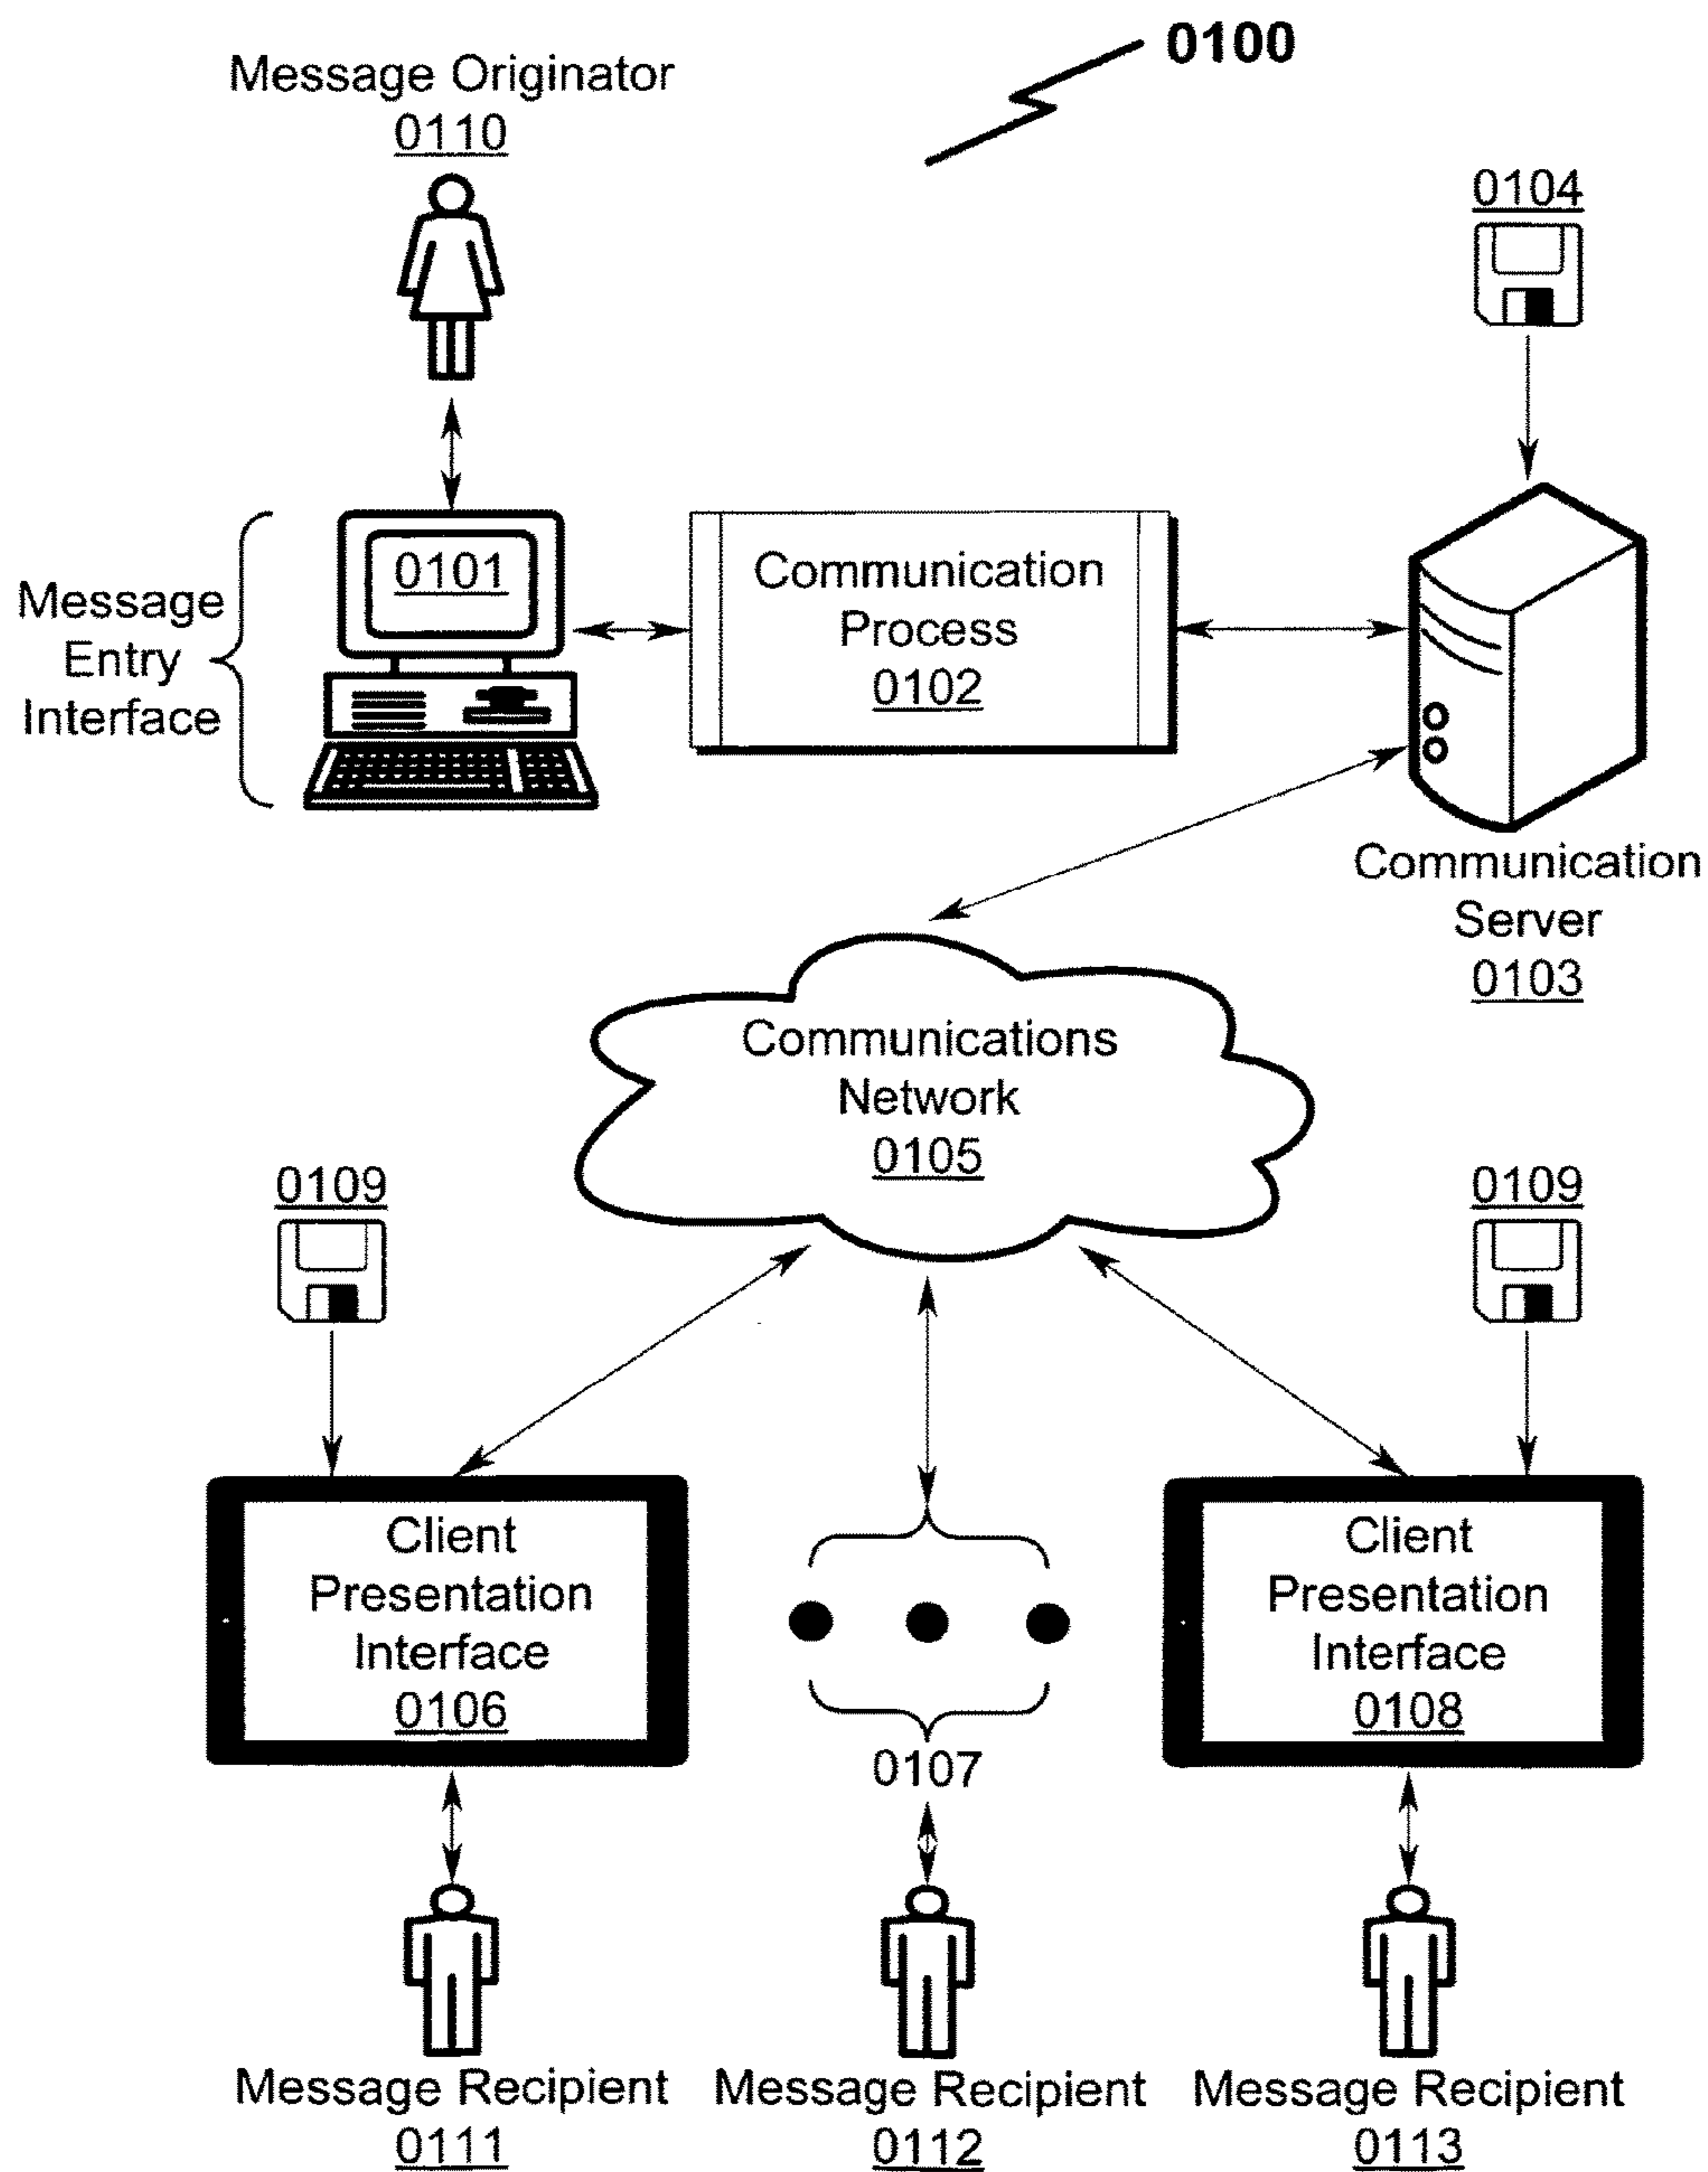 0100
Message Originator
0110
0104
0101
Message
Entry
Interface
Communication
Process
0102
Communication
Server
0103
Communications
Network
0105
0109
0109
Client
Presentation
Interface
0106
0107
Client
Presentation
Interface
0108
Message Recipient
0111
Message Recipient
0112
Message Recipient
0113